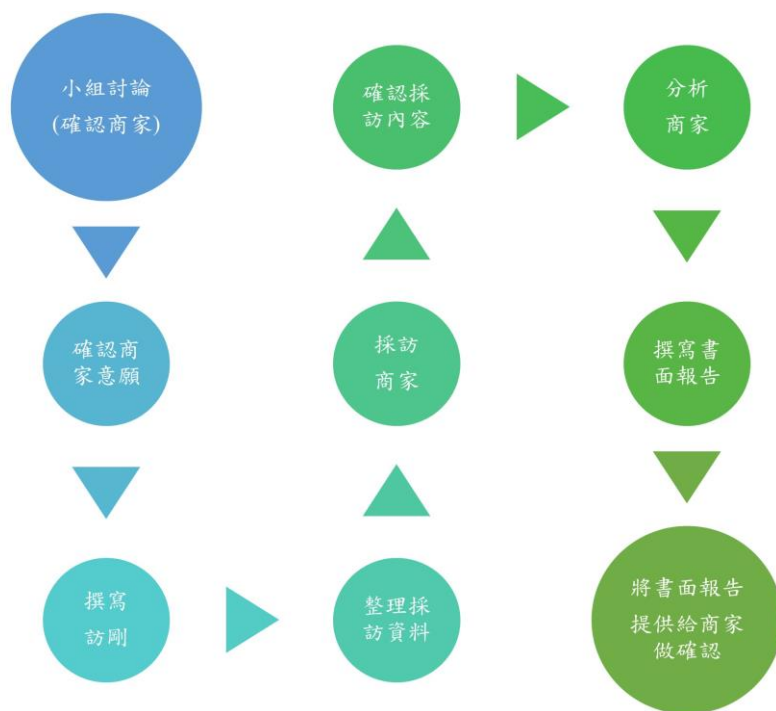 小組討論
(確認商家)
確認商
家意願
撰寫
訪剛
整理採
訪資料
採訪
商家
確認採
訪內容
分析
商家
撰寫書
面報告
將書面報告
提供給商家
做確認